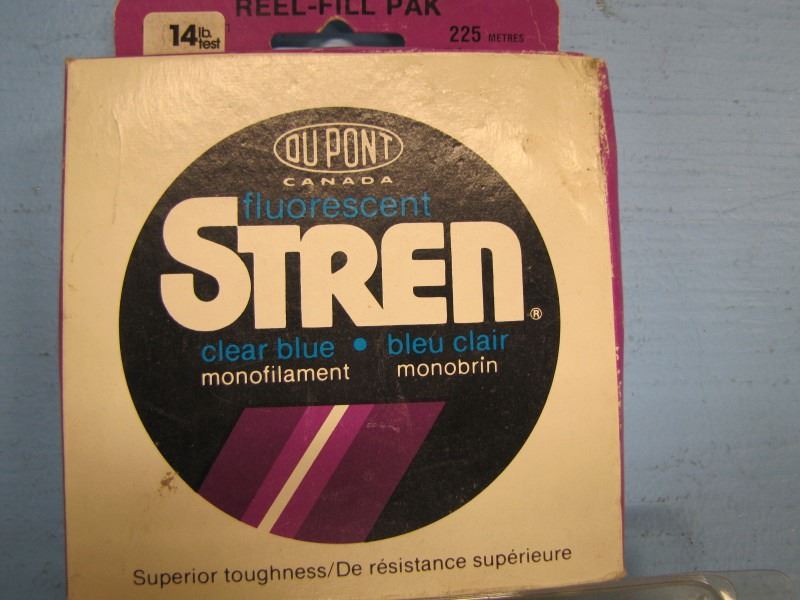 REEL-FILL PAK
14 lb. test
225 METRES
DU PONT
CANADA
fluorescent
STREN®
clear blue • bleu clair
monofilament monobrin
Superior toughness/De résistance supérieure